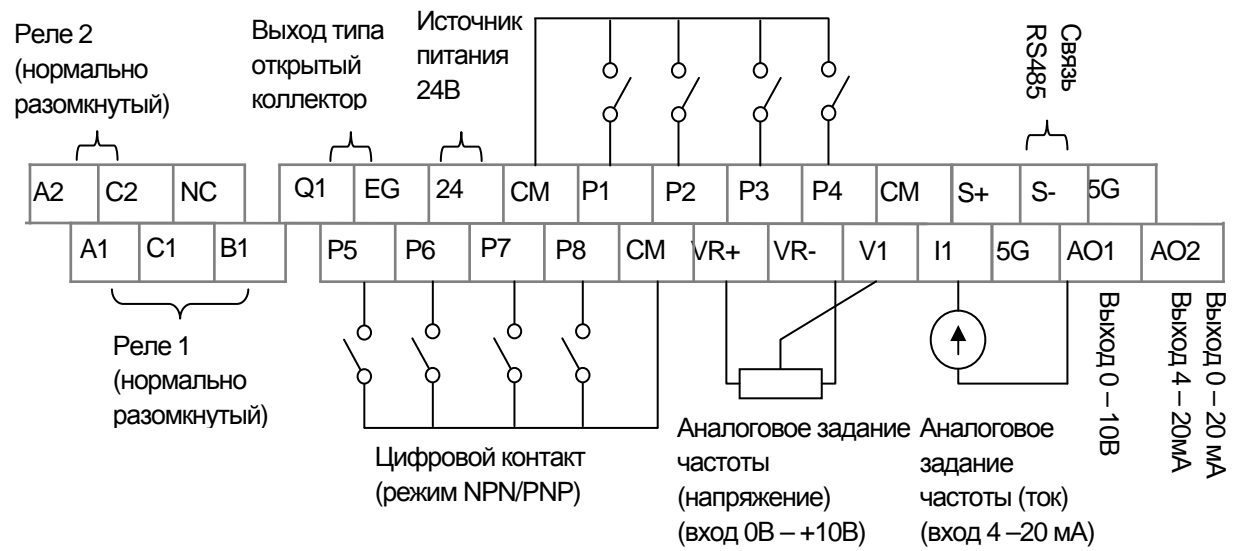 Реле 2
(нормально
разомкнутый)
Выход типа
открытый
коллектор
Источник
питания
24В
Связь
RS485
A2 C2 NC Q1 EG 24 CM P1 P2 P3 P4 CM S+ S- 5G
A1 C1 B1 P5 P6 P7 P8 CM VR+ VR- V1 I1 5G AO1 AO2
Реле 1
(нормально
разомкнутый)
Цифровой контакт
(режим NPN/PNP)
Аналоговое задание
частоты
(напряжение)
(вход 0В – +10В)
Аналоговое
задание
частоты (ток)
(вход 4 –20 мА)
Выход 0 – 10В
Выход 0 – 20 мА
Выход 4 – 20мА